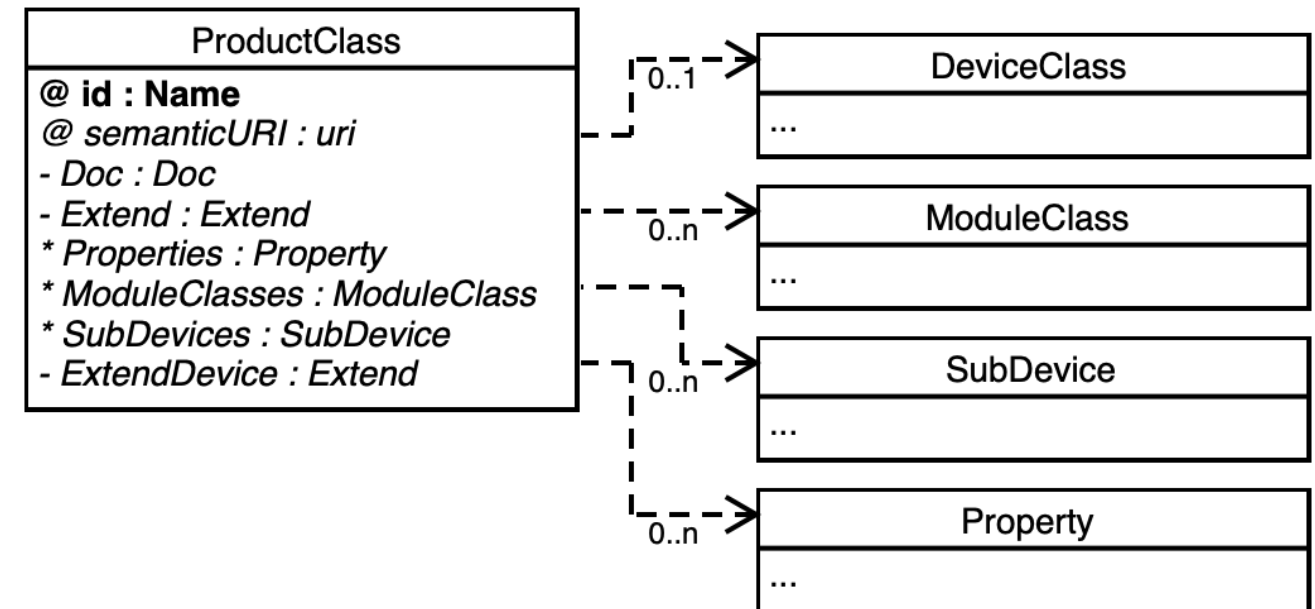 ProductClass
@ id : Name
@ semanticURI : uri
- Doc : Doc
- Extend : Extend
* Properties : Property
* ModuleClasses : ModuleClass
* SubDevices : SubDevice
- ExtendDevice : Extend
0..1
DeviceClass
...
0..n
ModuleClass
...
0..n
SubDevice
...
0..n
Property
...